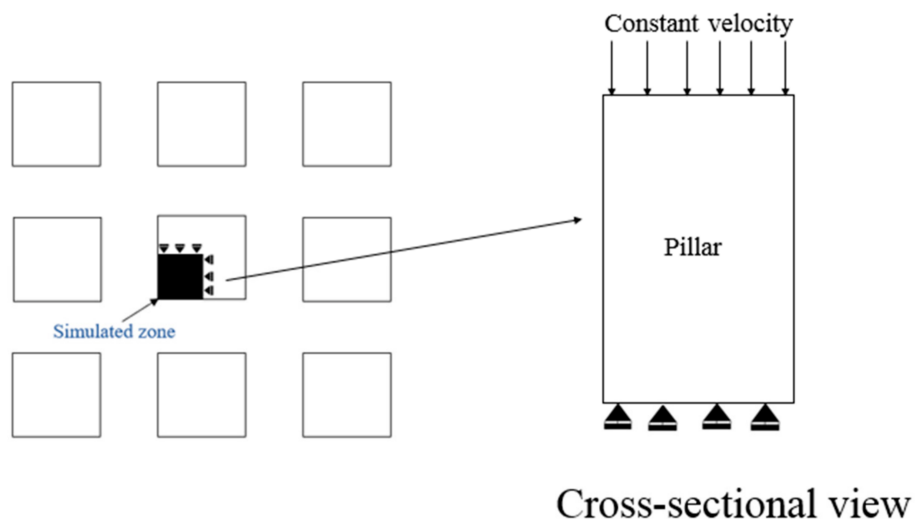 Constant velocity
Pillar
Simulated zone
Cross-sectional view